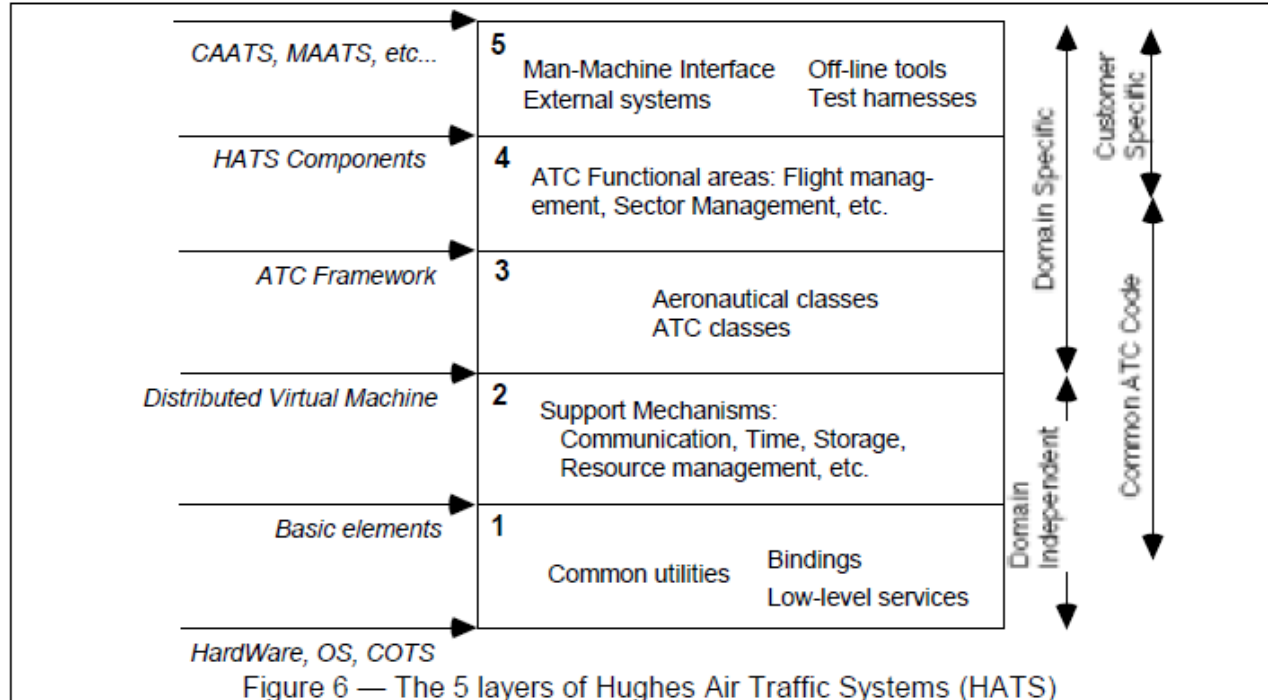 CAATS, MAATS, etc...
5
Man-Machine Interface
Off-line tools
External systems
Test harnesses
HATS Components
4
ATC Functional areas: Flight manag-
ement, Sector Management, etc.
ATC Framework
3
Aeronautical classes
ATC classes
Distributed Virtual Machine
2
Support Mechanisms:
Communication, Time, Storage,
Resource management, etc.
Basic elements
1
Common utilities
Bindings
Low-level services
HardWare, OS, COTS
Domain Specific
Domain
Independent
Customer
Specific
Common ATC Code
Figure 6 — The 5 layers of Hughes Air Traffic Systems (HATS)